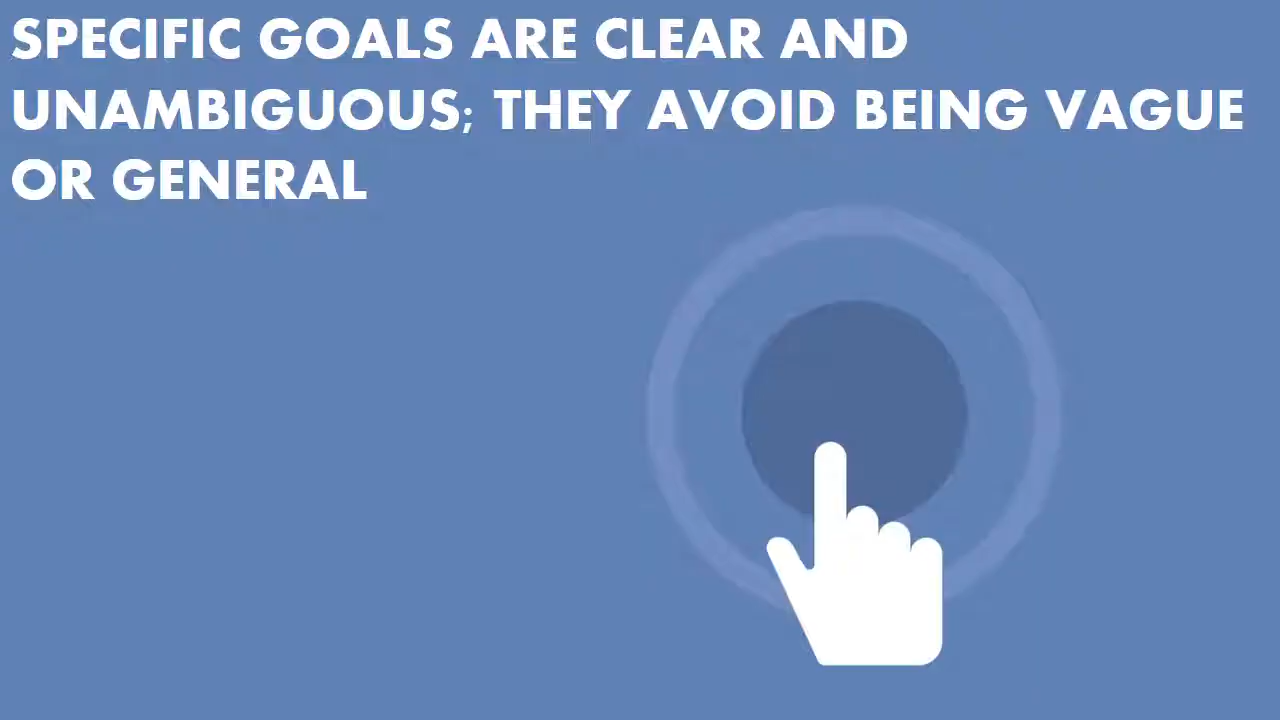 SPECIFIC GOALS ARE CLEAR AND
UNAMBIGUOUS; THEY AVOID BEING VAGUE
OR GENERAL